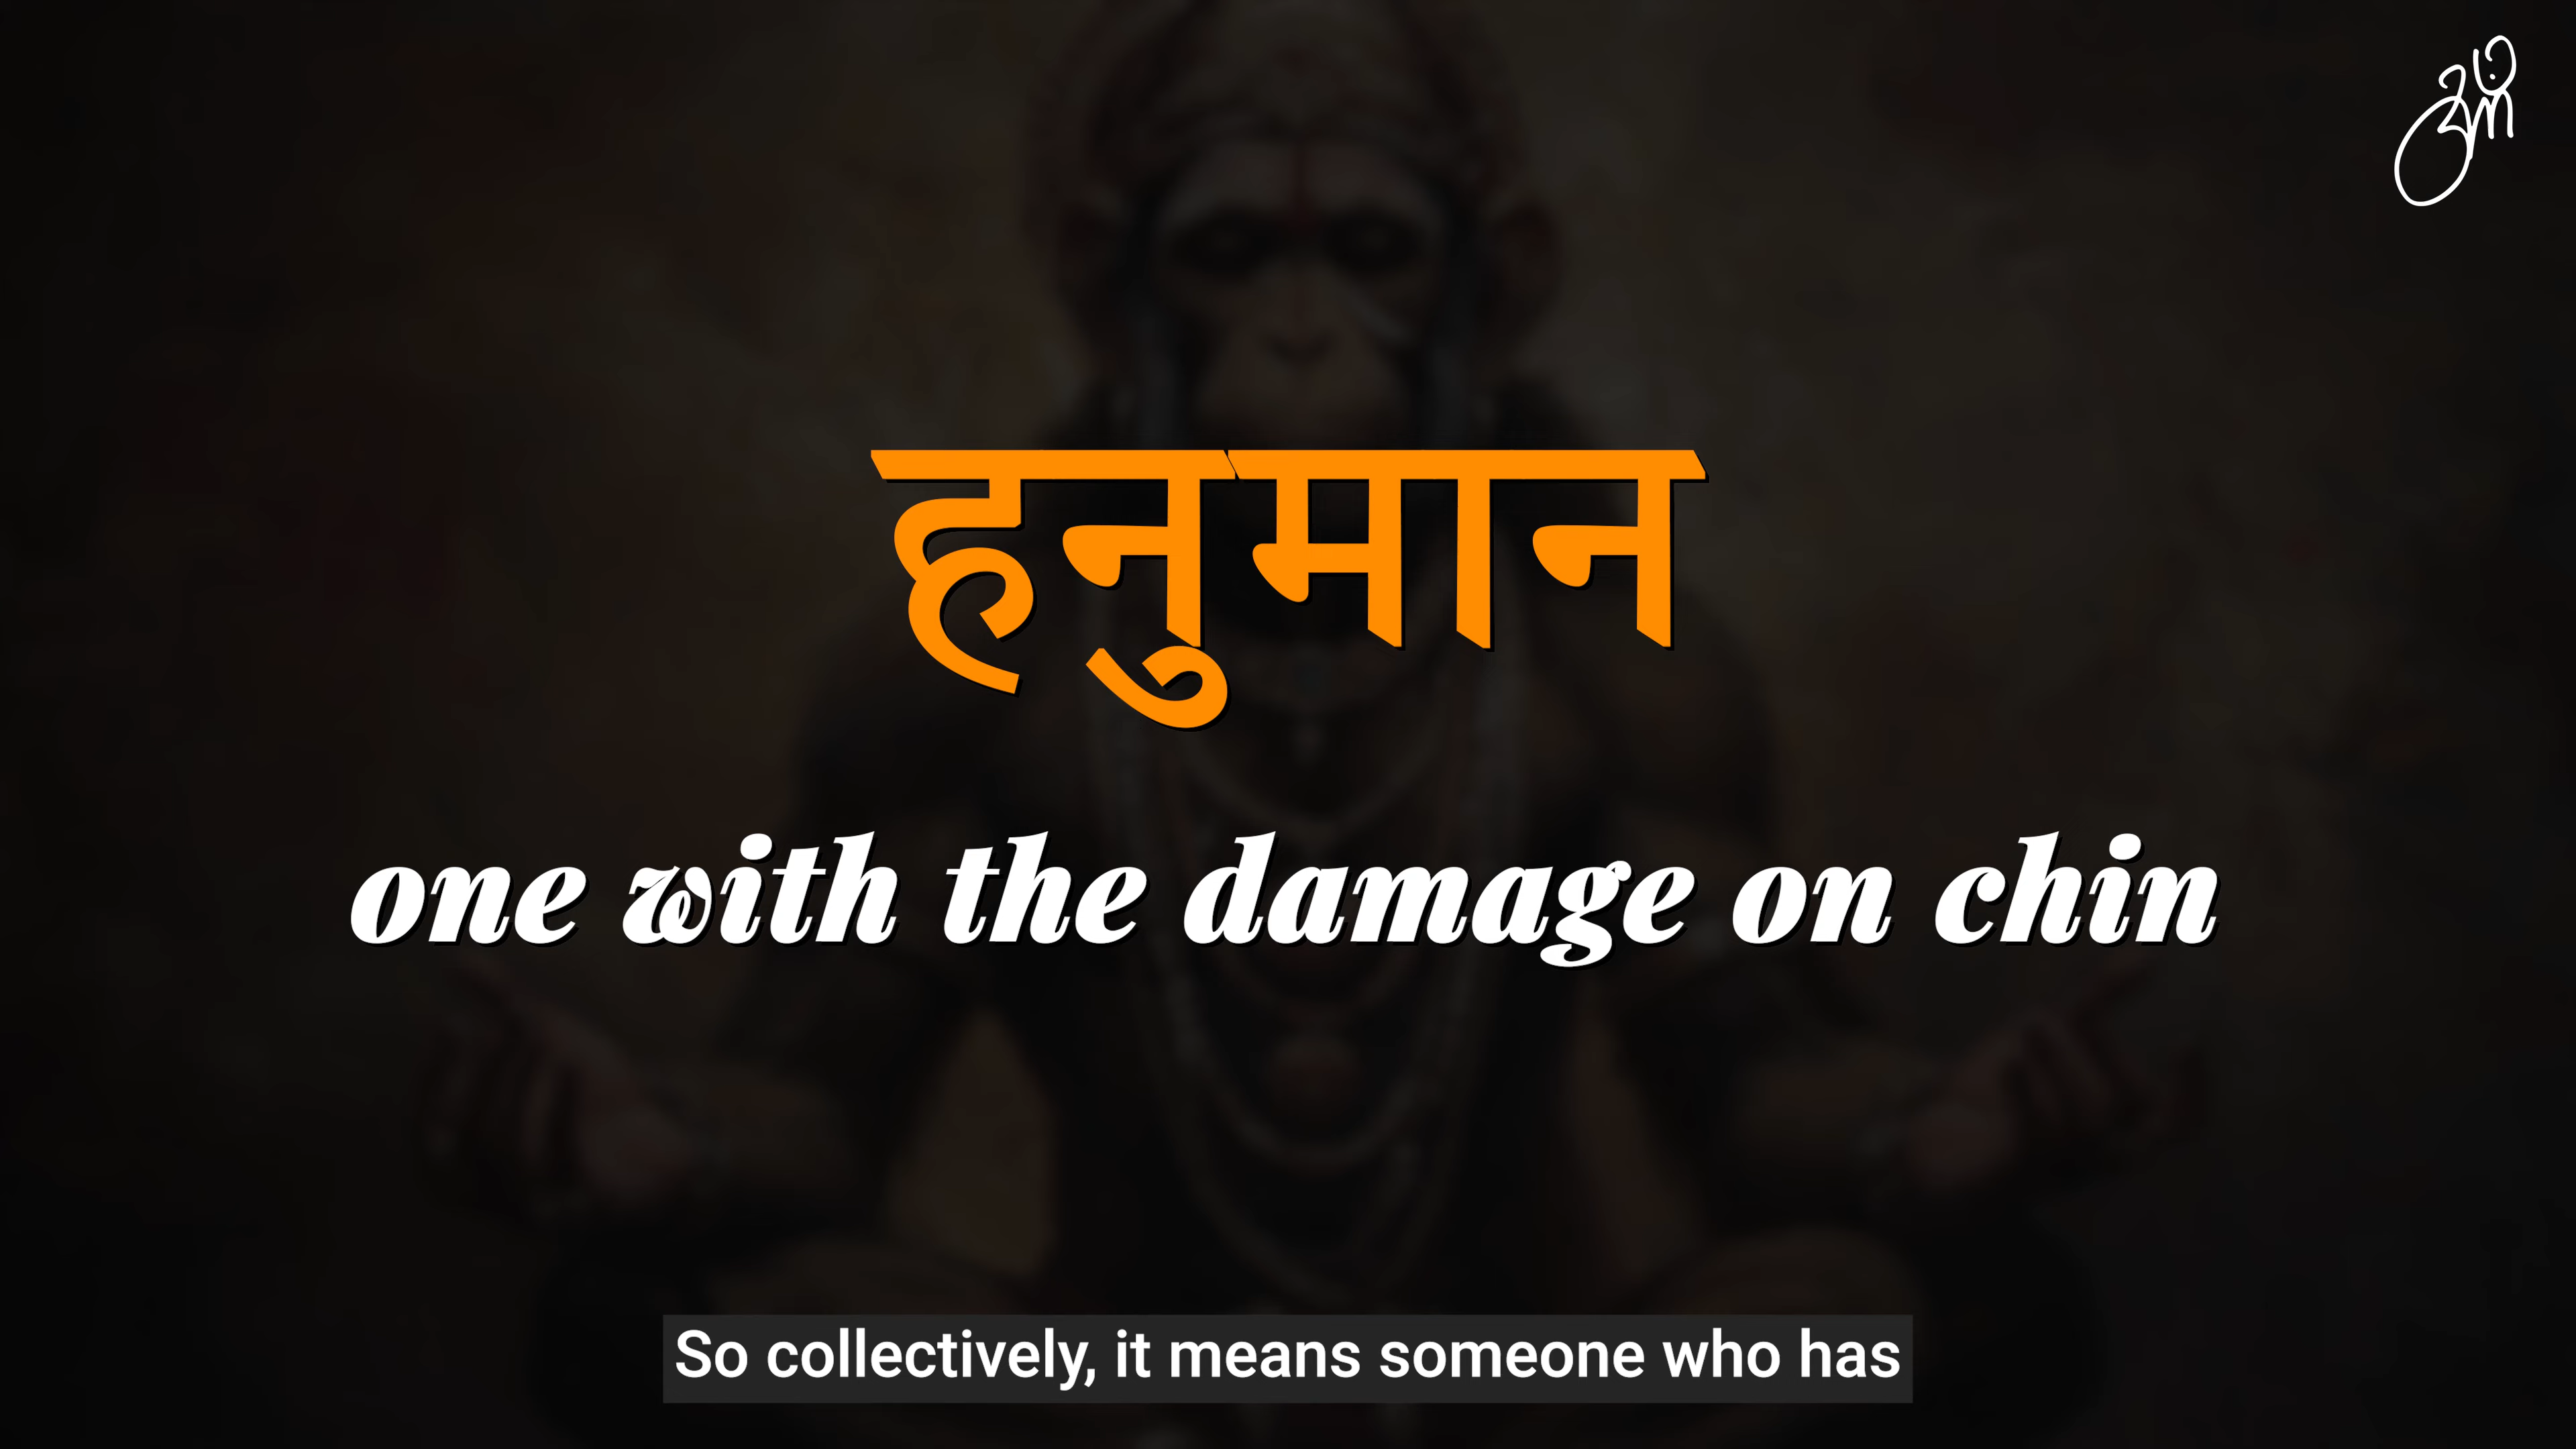 हनुमान
one with the damage on chin
So collectively, it means someone who has